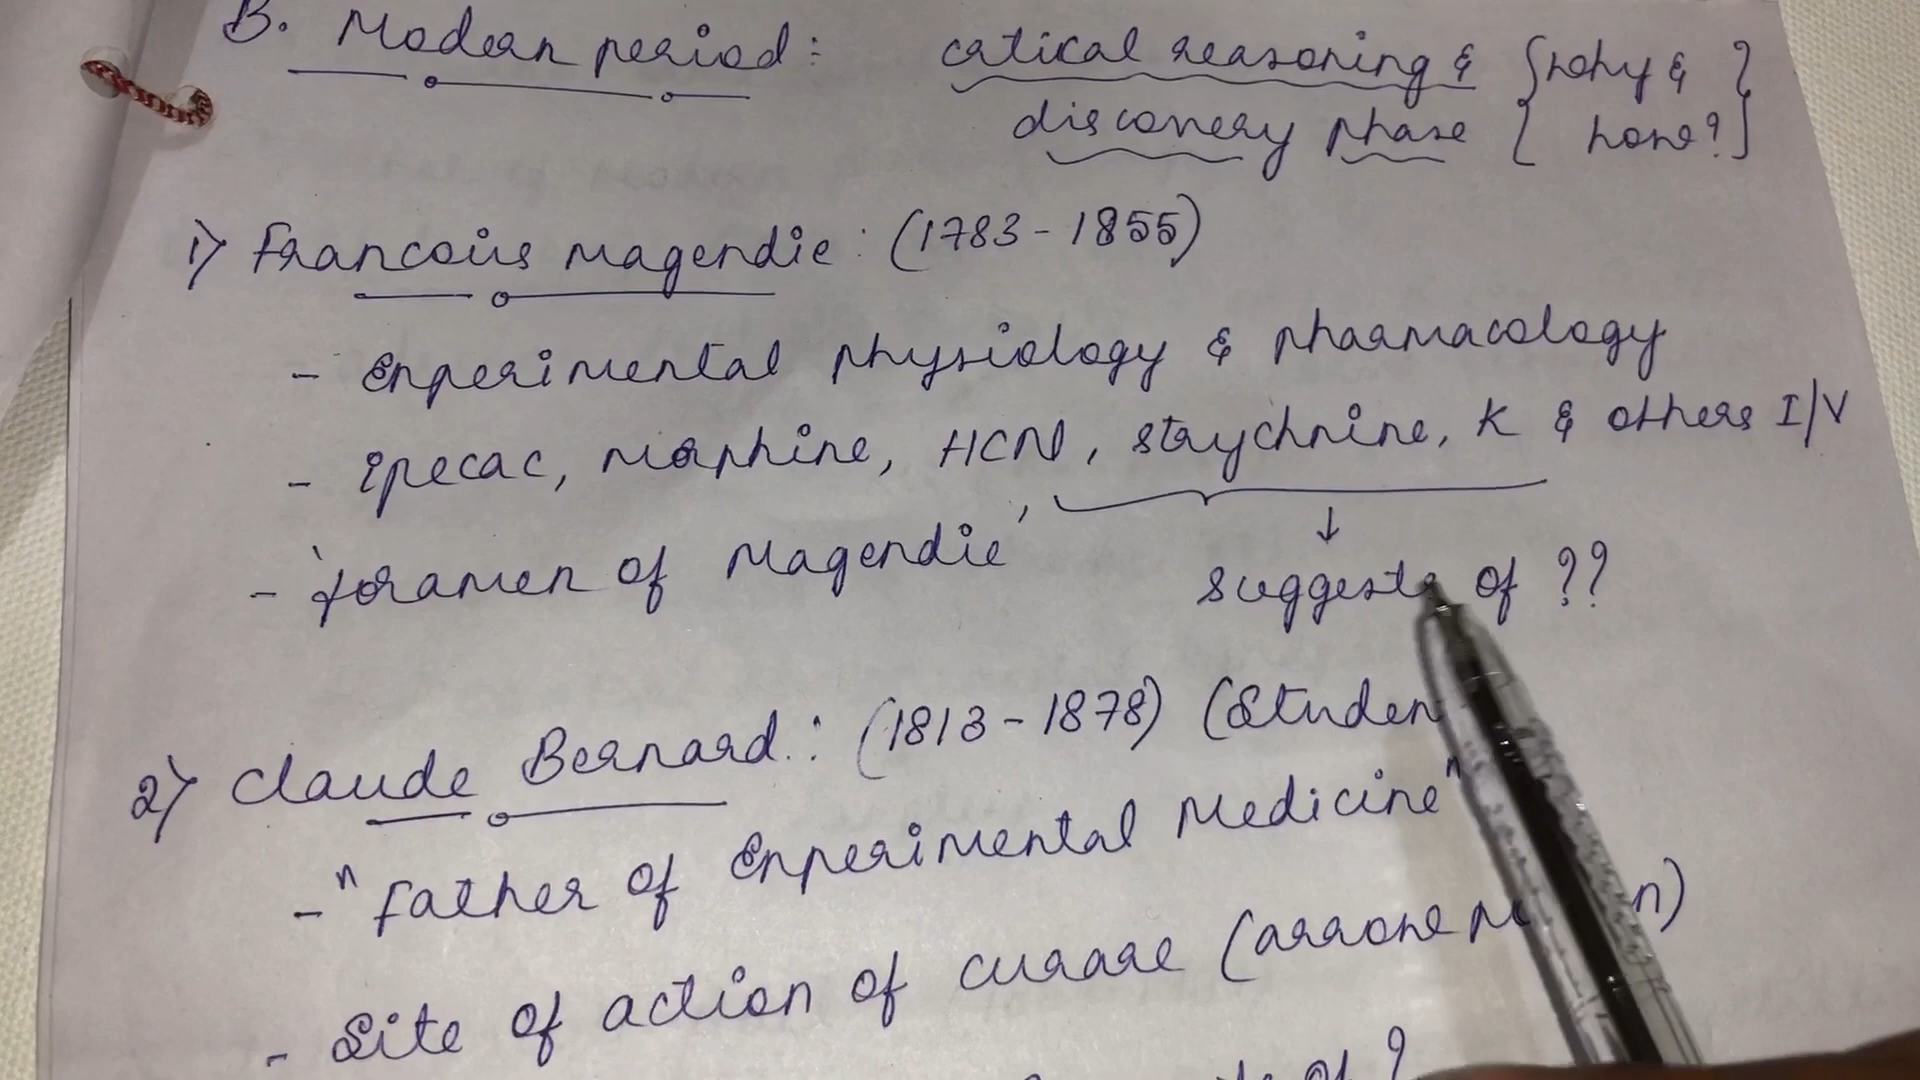 B. Modern period: critical reasoning & {why &
discovery phase { how?}
1) Francois Magendie: (1783-1855)
- Experimental physiology & pharmacology
- Ipecac, Morphine, HCN, strychnine, K & others I/V
- 'foramen of Magendie'
↓
suggests of ??
2) Claude Bernard.: (1813-1878) (Studen
- "Father of Experimental Medicine"
- Site of action of curare (arrow n)
of ?